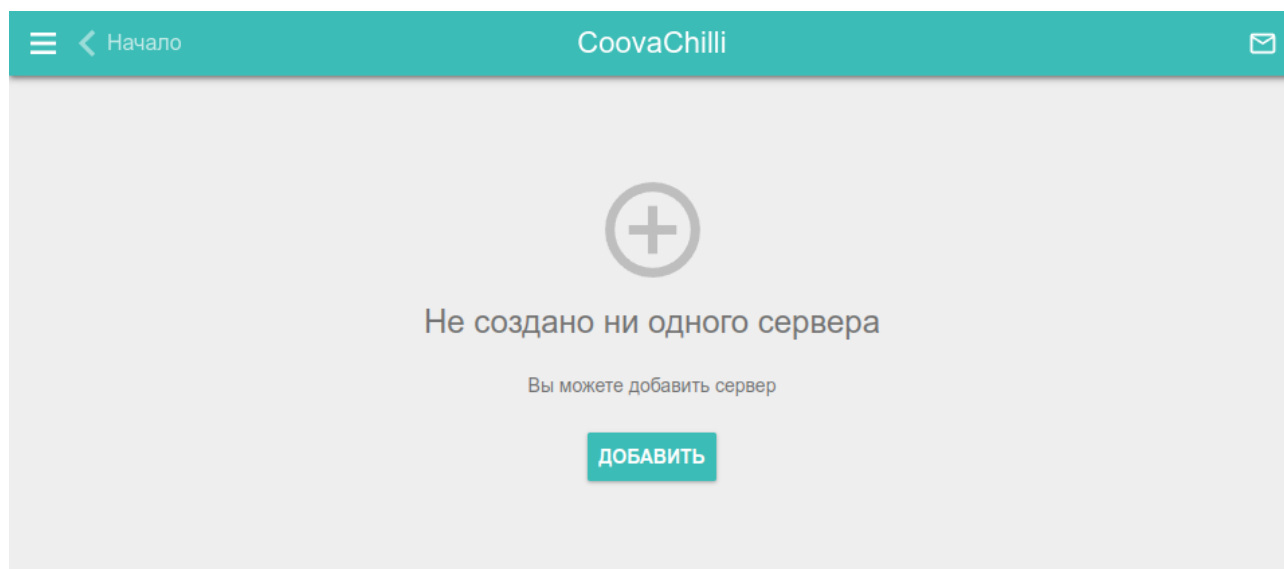 Начало
CoovaChilli
Не создано ни одного сервера
Вы можете добавить сервер
ДОБАВИТЬ